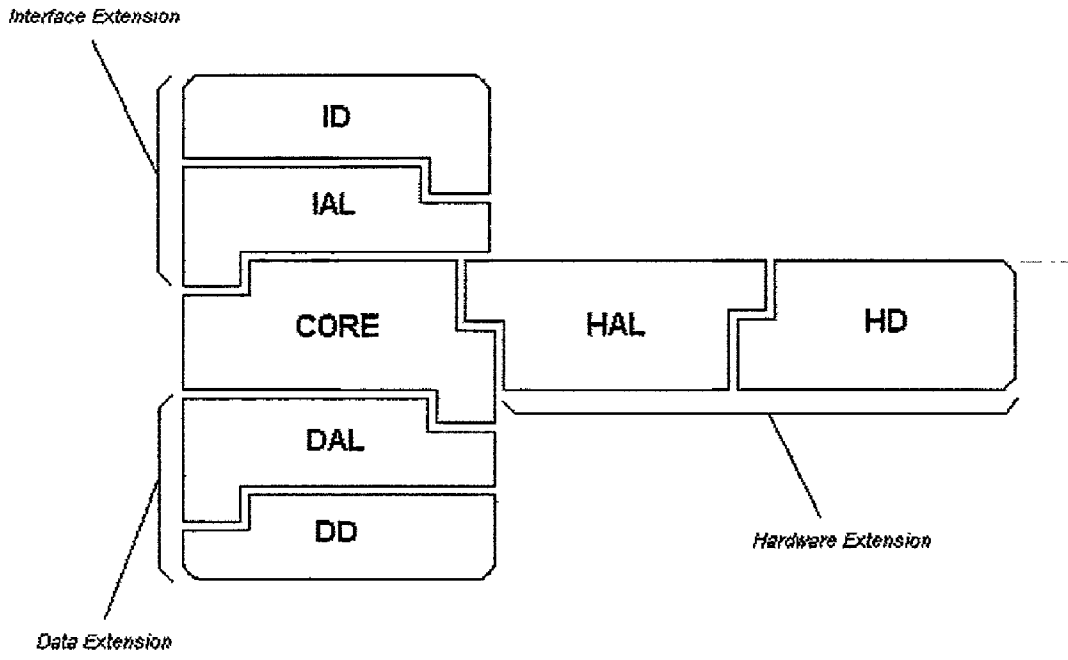 Interface Extension
ID
IAL
CORE
HAL
HD
DAL
DD
Hardware Extension
Data Extension